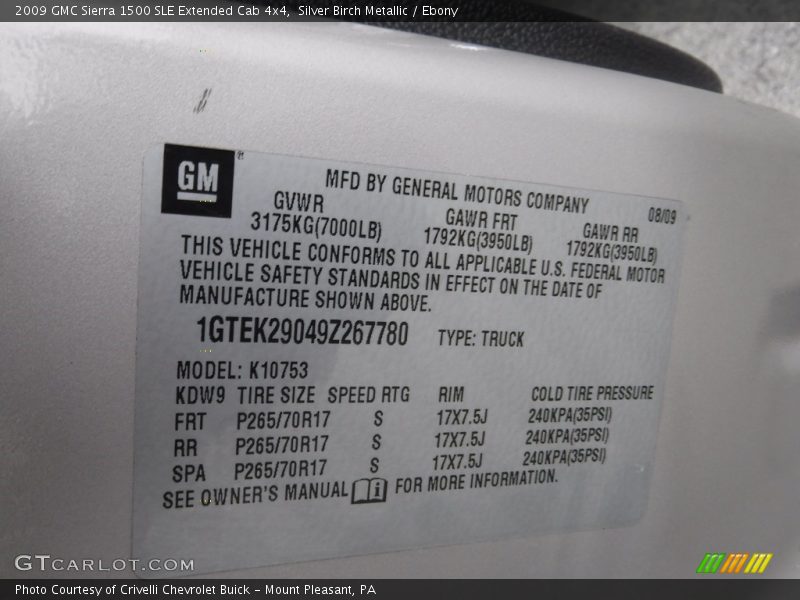 2009 GMC Sierra 1500 SLE Extended Cab 4x4, Silver Birch Metallic / Ebony
GM
MFD BY GENERAL MOTORS COMPANY
08/09
GVWR GAWR FRT GAWR RR
3175KG(7000LB) 1792KG(3950LB) 1792KG(3950LB)
THIS VEHICLE CONFORMS TO ALL APPLICABLE U.S. FEDERAL MOTOR
VEHICLE SAFETY STANDARDS IN EFFECT ON THE DATE OF
MANUFACTURE SHOWN ABOVE.
1GTEK29049Z267780 TYPE: TRUCK
MODEL: K10753
KDW9 TIRE SIZE SPEED RTG RIM COLD TIRE PRESSURE
FRT P265/70R17 S 17X7.5J 240KPA(35PSI)
RR P265/70R17 S 17X7.5J 240KPA(35PSI)
SPA P265/70R17 S 17X7.5J 240KPA(35PSI)
SEE OWNER'S MANUAL i FOR MORE INFORMATION.
GTCARLOT.COM
Photo Courtesy of Crivelli Chevrolet Buick - Mount Pleasant, PA